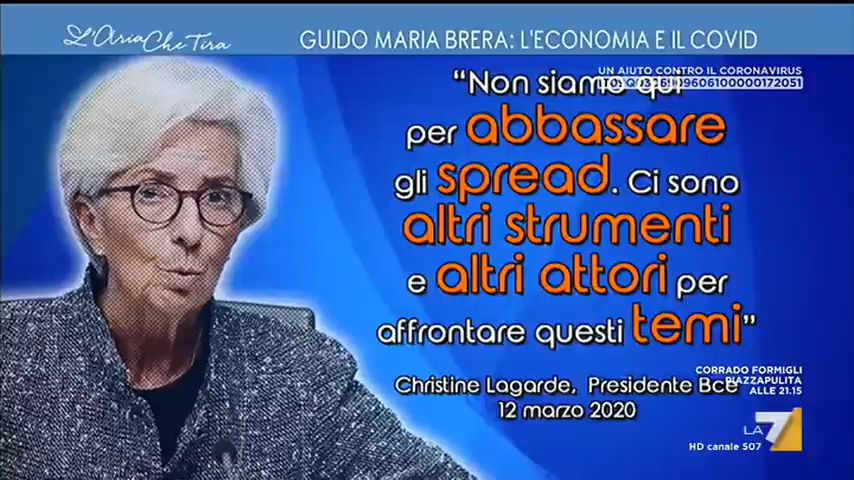 L'Aria Che Tira
GUIDO MARIA BRERA: L'ECONOMIA E IL COVID
UN AIUTO CONTRO IL CORONAVIRUS
“Non siamo qui
per abbassare
gli spread. Ci sono
altri strumenti
e altri attori per
affrontare questi temi”
Christine Lagarde, Presidente Bce
12 marzo 2020
CORRADO FORMIGLI
PIAZZAPULITA
ALLE 21.15
LA7
HD canale 507